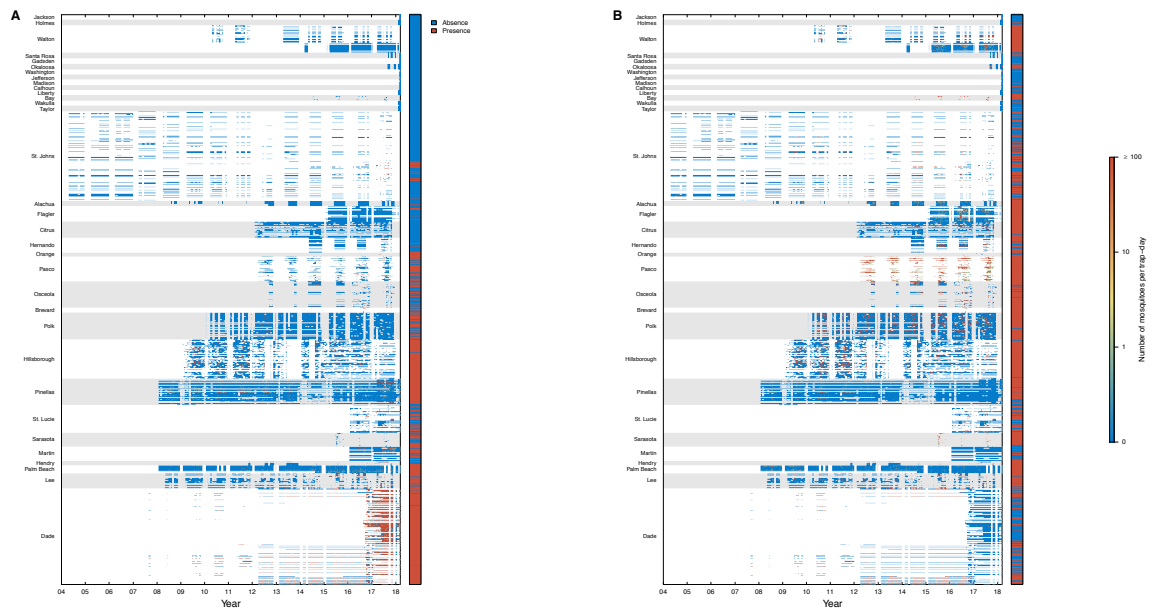 A
Jackson
Holmes
Walton
Santa Rosa
Gadsden
Okaloosa
Washington
Jefferson
Madison
Calhoun
Liberty
Bay
Wakulla
Taylor
St. Johns
Alachua
Flagler
Citrus
Hernando
Orange
Pasco
Osceola
Brevard
Polk
Hillsborough
Pinellas
St. Lucie
Sarasota
Martin
Hendry
Palm Beach
Lee
Dade
04 05 06 07 08 09 10 11 12 13 14 15 16 17 18
Year
Absence
Presence
B
Jackson
Holmes
Walton
Santa Rosa
Gadsden
Okaloosa
Washington
Jefferson
Madison
Calhoun
Liberty
Bay
Wakulla
Taylor
St. Johns
Alachua
Flagler
Citrus
Hernando
Orange
Pasco
Osceola
Brevard
Polk
Hillsborough
Pinellas
St. Lucie
Sarasota
Martin
Hendry
Palm Beach
Lee
Dade
04 05 06 07 08 09 10 11 12 13 14 15 16 17 18
Year
≥ 100
10
1
0
Number of mosquitoes per trap−day